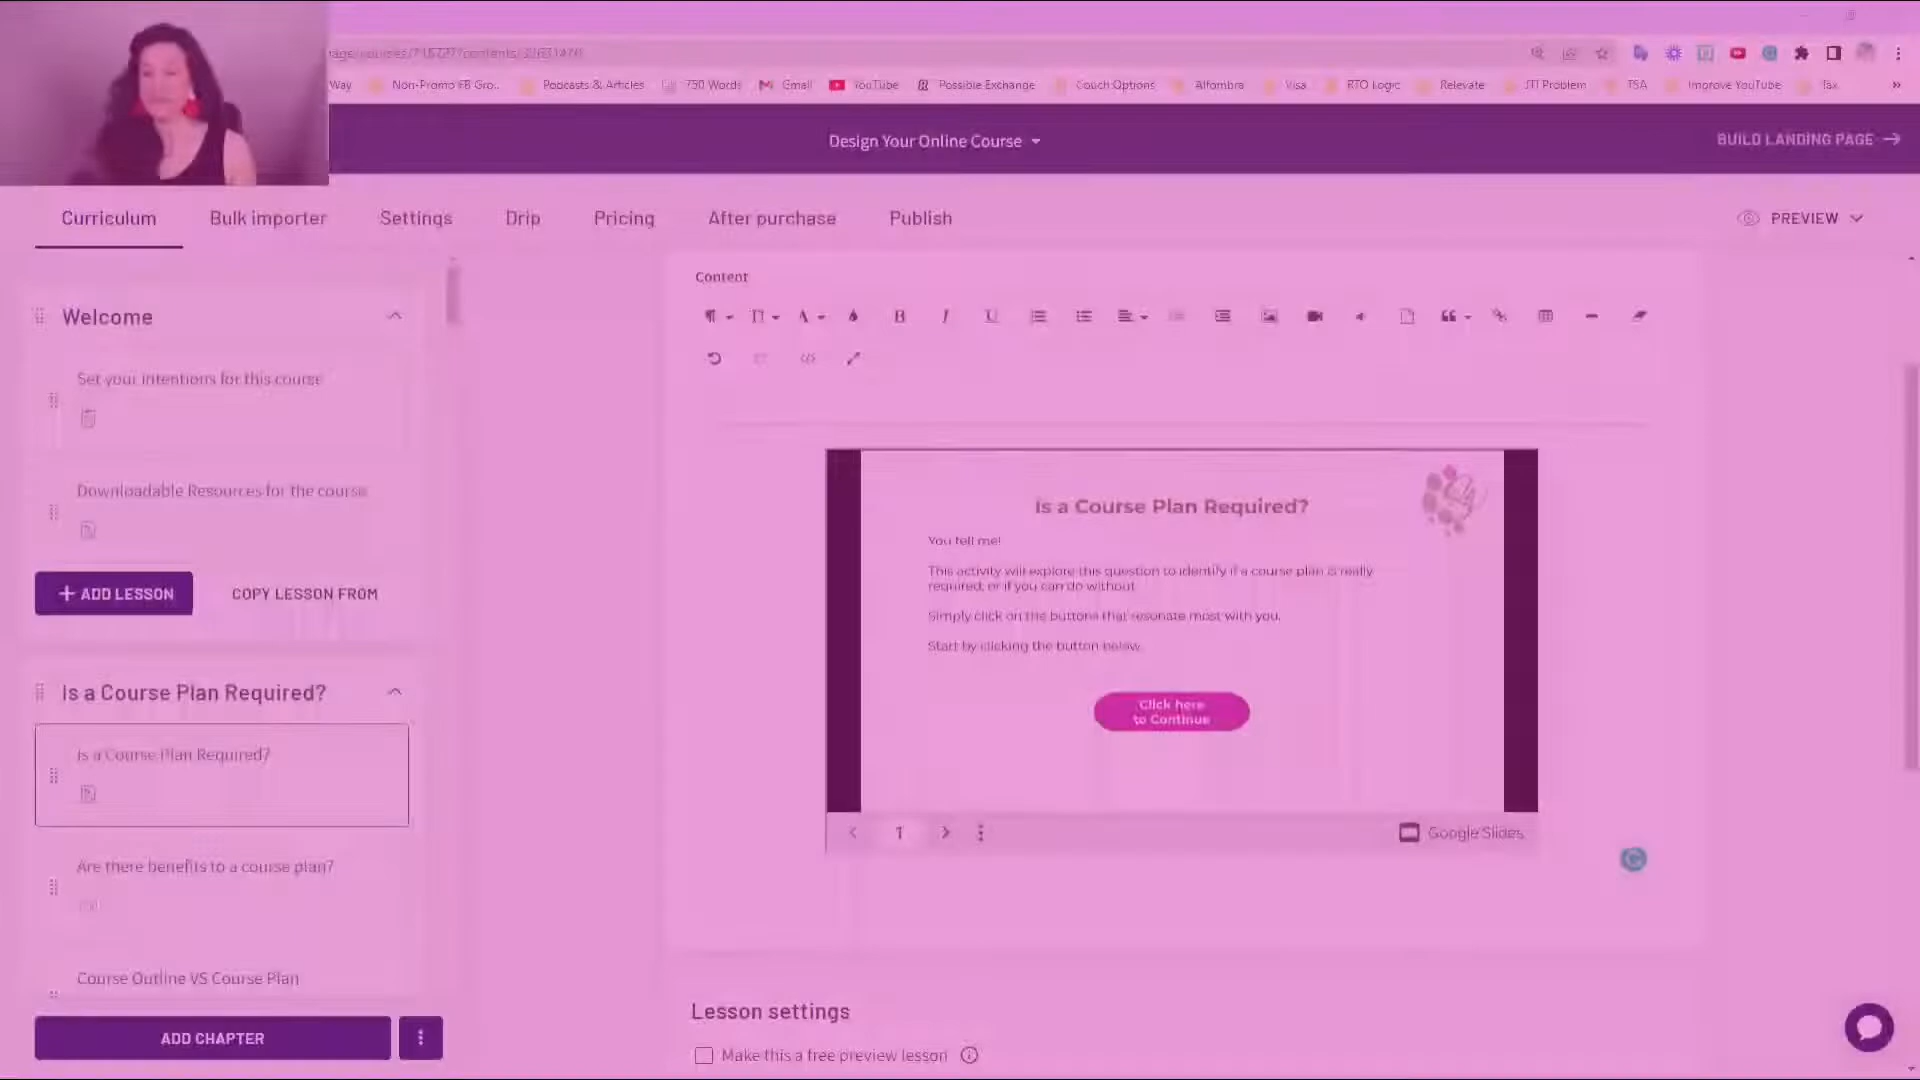 Way
Non-Promo FB Gro...
Podcasts & Articles
750 Words
Gmail
YouTube
Possible Exchange
Couch Options
Alfombra
Visa
RTO Logic
Relevate
JTI Problem
TSA
Improve YouTube
Tax
»
Design Your Online Course
BUILD LANDING PAGE
Curriculum
Bulk importer
Settings
Drip
Pricing
After purchase
Publish
PREVIEW
Welcome
Set your intentions for this course
Downloadable Resources for the course
+ ADD LESSON
COPY LESSON FROM
Is a Course Plan Required?
Is a Course Plan Required?
Are there benefits to a course plan?
Course Outline VS Course Plan
ADD CHAPTER
Content
Is a Course Plan Required?
You tell me!
This activity will explore this question to identify if a course plan is really
required, or if you can do without.
Simply click on the buttons that resonate most with you.
Start by clicking the button below.
Click here
to Continue
1
Google Slides
Lesson settings
Make this a free preview lesson